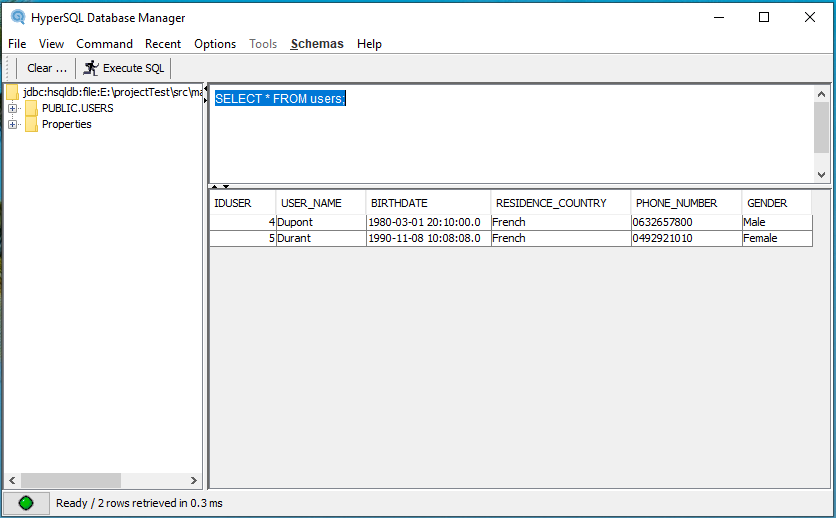 HyperSQL Database Manager
File View Command Recent Options Tools Schemas Help
Clear ... Execute SQL
jdbc:hsqldb:file:E:\projectTest\src\ma
PUBLIC.USERS
Properties
SELECT * FROM users;
IDUSER USER_NAME BIRTHDATE RESIDENCE_COUNTRY PHONE_NUMBER GENDER
4 Dupont 1980-03-01 20:10:00.0 French 0632657800 Male
5 Durant 1990-11-08 10:08:08.0 French 0492921010 Female
Ready / 2 rows retrieved in 0.3 ms